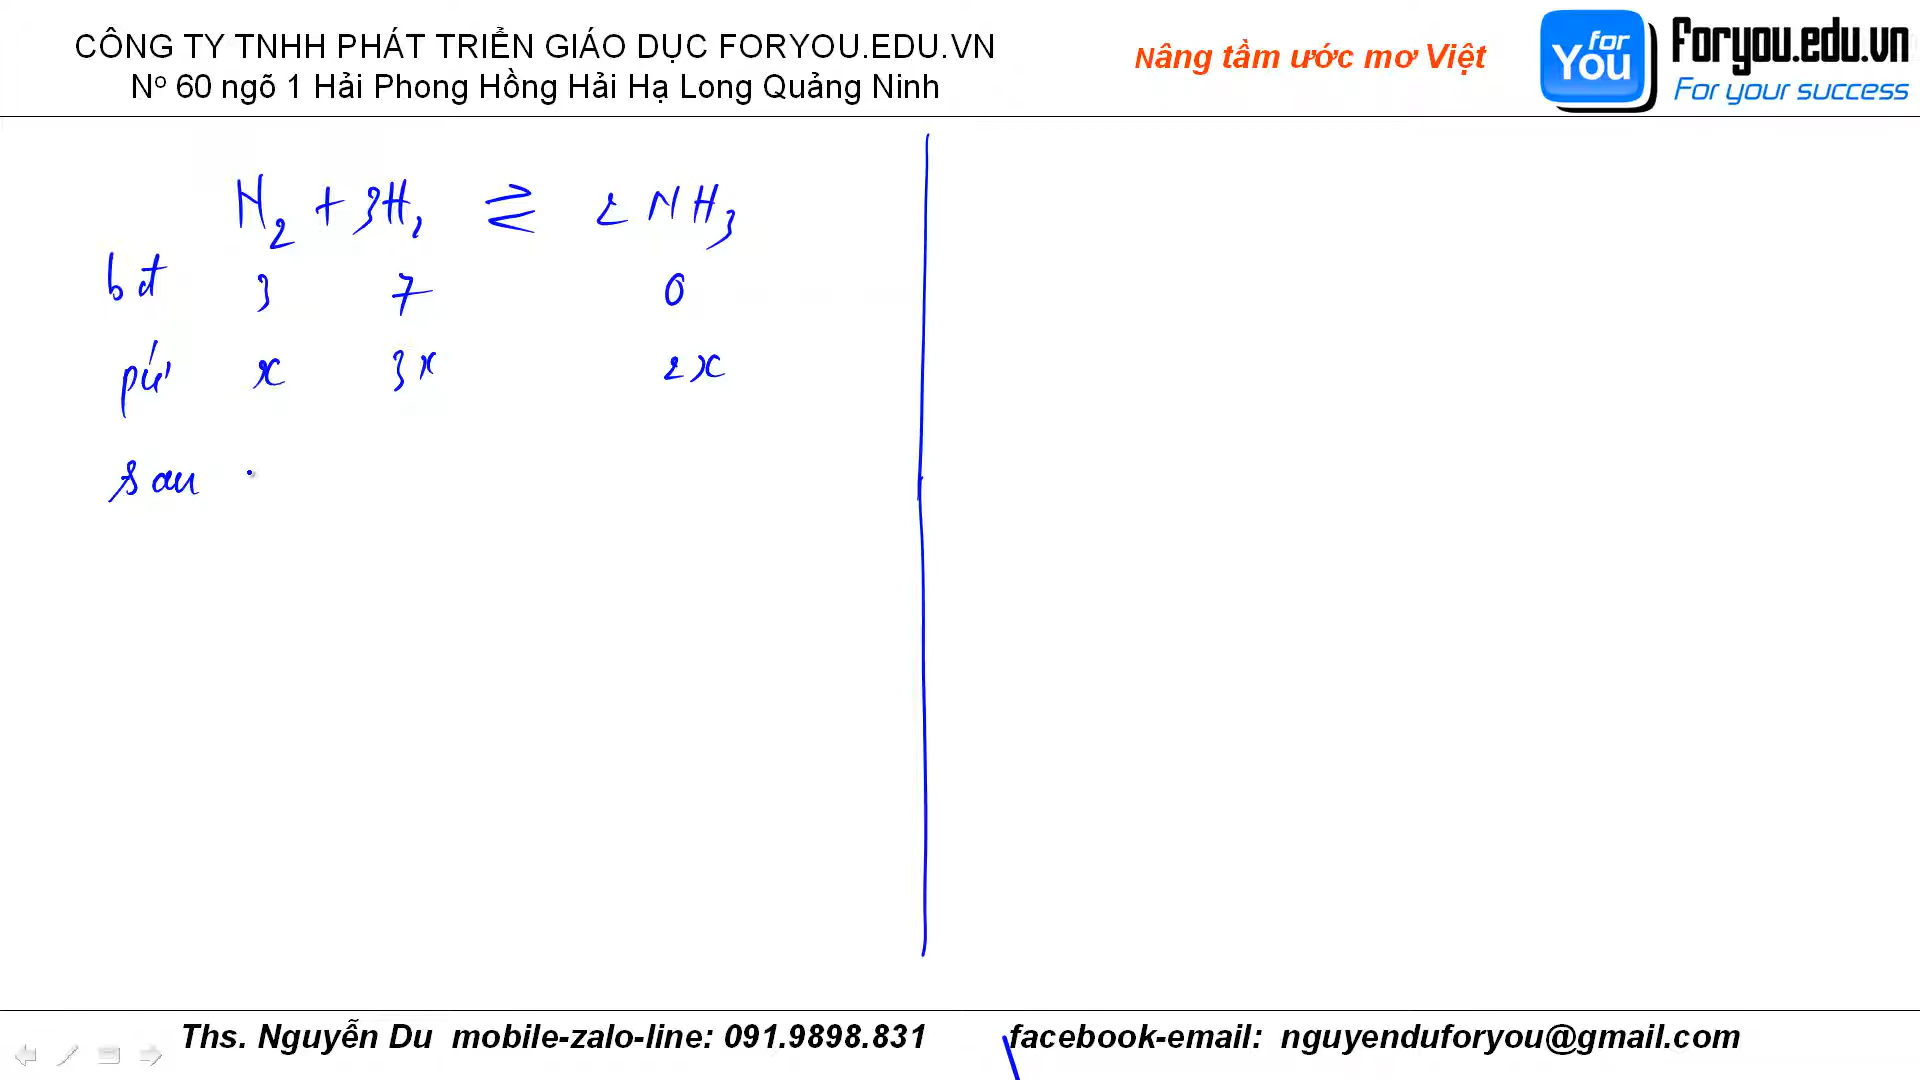 CÔNG TY TNHH PHÁT TRIỂN GIÁO DỤC FORYOU.EDU.VN
Nº 60 ngõ 1 Hải Phong Hồng Hải Hạ Long Quảng Ninh
Nâng tầm ước mơ Việt
for You
Foryou.edu.vn
For your success
N₂ + 3H₂ ⇌ 2NH₃
bđ 3 7 0
pứ x 3x 2x
sau
Ths. Nguyễn Du mobile-zalo-line: 091.9898.831
facebook-email: nguyenduforyou@gmail.com